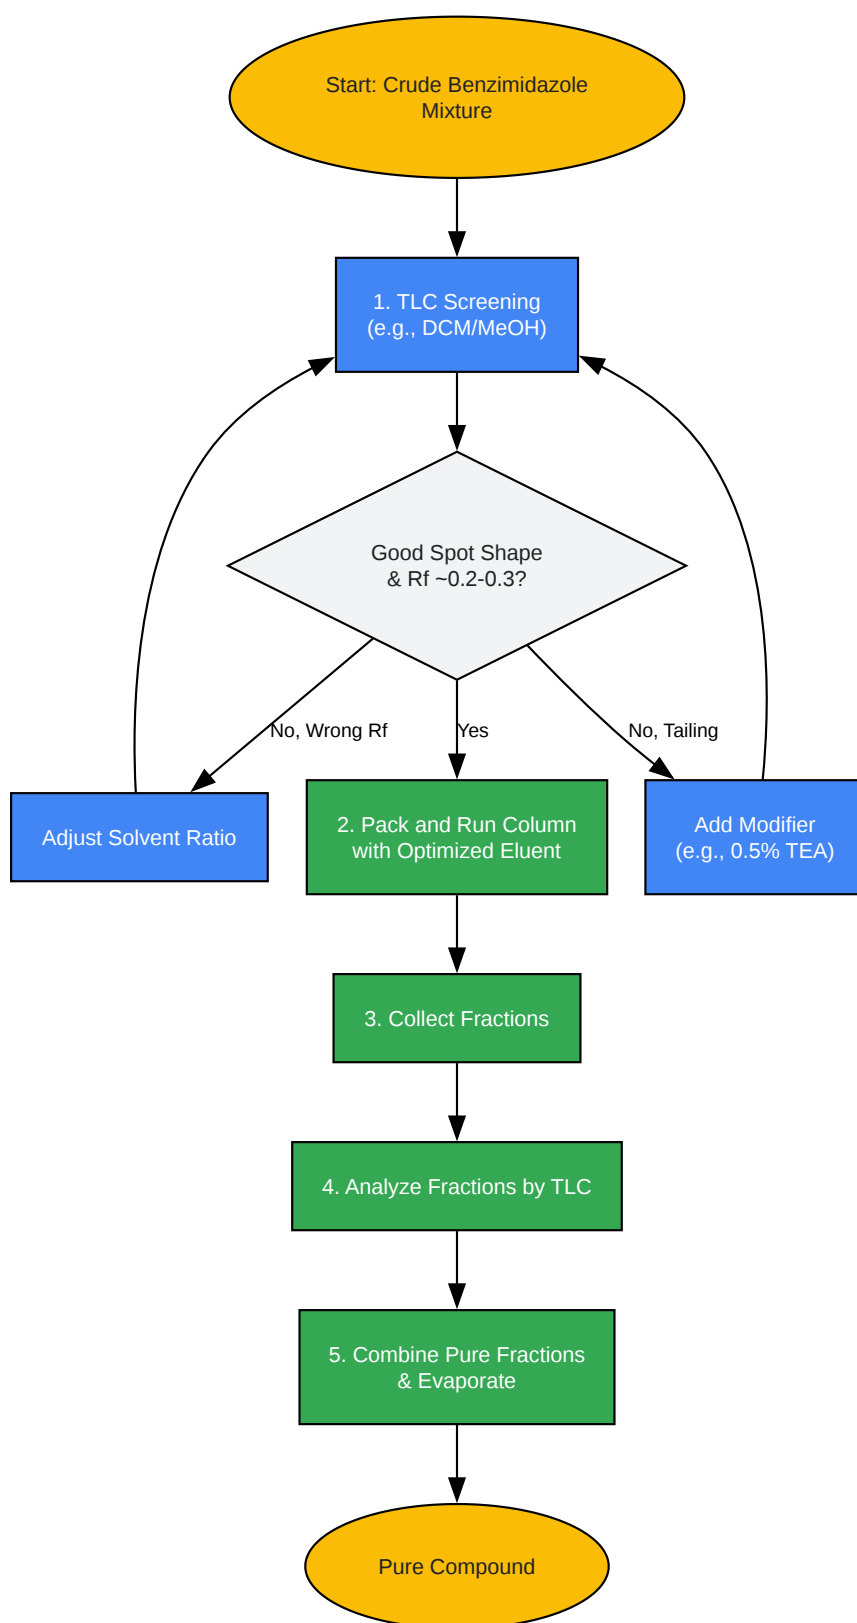 Start: Crude Benzimidazole
Mixture
1. TLC Screening
(e.g., DCM/MeOH)
Good Spot Shape
& Rf ~0.2-0.3?
No, Wrong Rf
Yes
No, Tailing
Adjust Solvent Ratio
2. Pack and Run Column
with Optimized Eluent
Add Modifier
(e.g., 0.5% TEA)
3. Collect Fractions
4. Analyze Fractions by TLC
5. Combine Pure Fractions
& Evaporate
Pure Compound